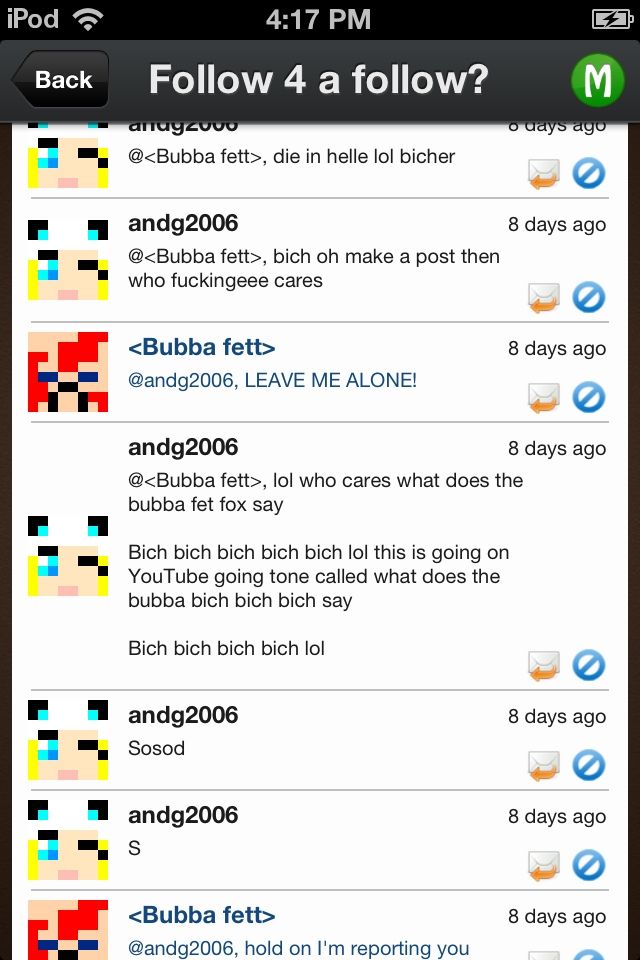 iPod 4:17 PM
Back Follow 4 a follow? M
andg2006 8 days ago
@<Bubba fett>, die in helle lol bicher
andg2006 8 days ago
@<Bubba fett>, bich oh make a post then
who fuckingeee cares
<Bubba fett> 8 days ago
@andg2006, LEAVE ME ALONE!
andg2006 8 days ago
@<Bubba fett>, lol who cares what does the
bubba fet fox say
Bich bich bich bich bich lol this is going on
YouTube going tone called what does the
bubba bich bich bich say
Bich bich bich bich lol
andg2006 8 days ago
Sosod
andg2006 8 days ago
S
<Bubba fett> 8 days ago
@andg2006, hold on I'm reporting you